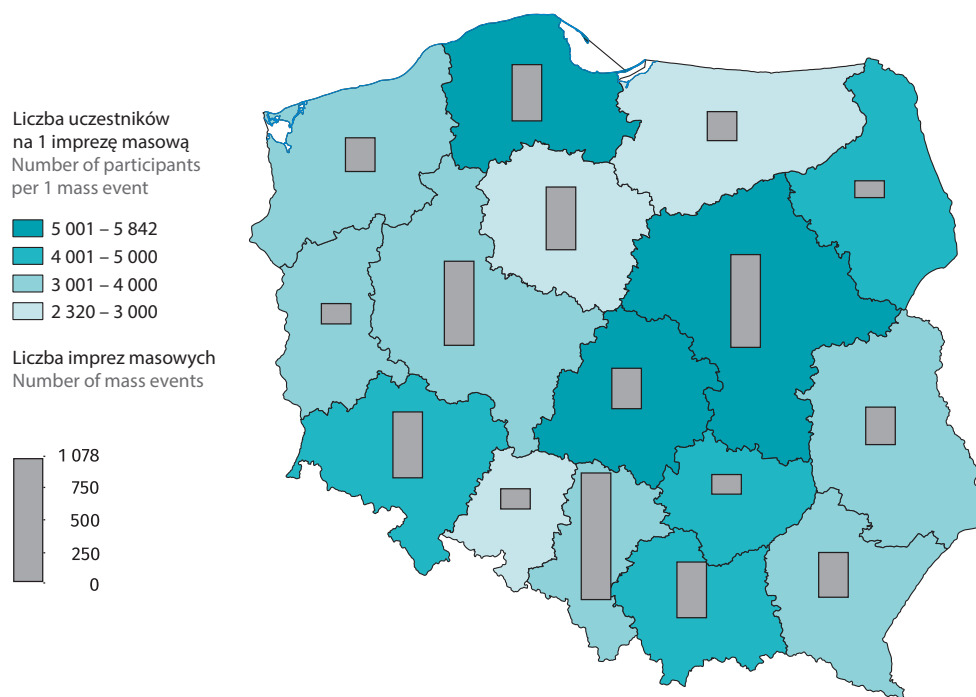 Liczba uczestników
na 1 imprezę masową
Number of participants
per 1 mass event
5 001 – 5 842
4 001 – 5 000
3 001 – 4 000
2 320 – 3 000
Liczba imprez masowych
Number of mass events
1 078
750
500
250
0